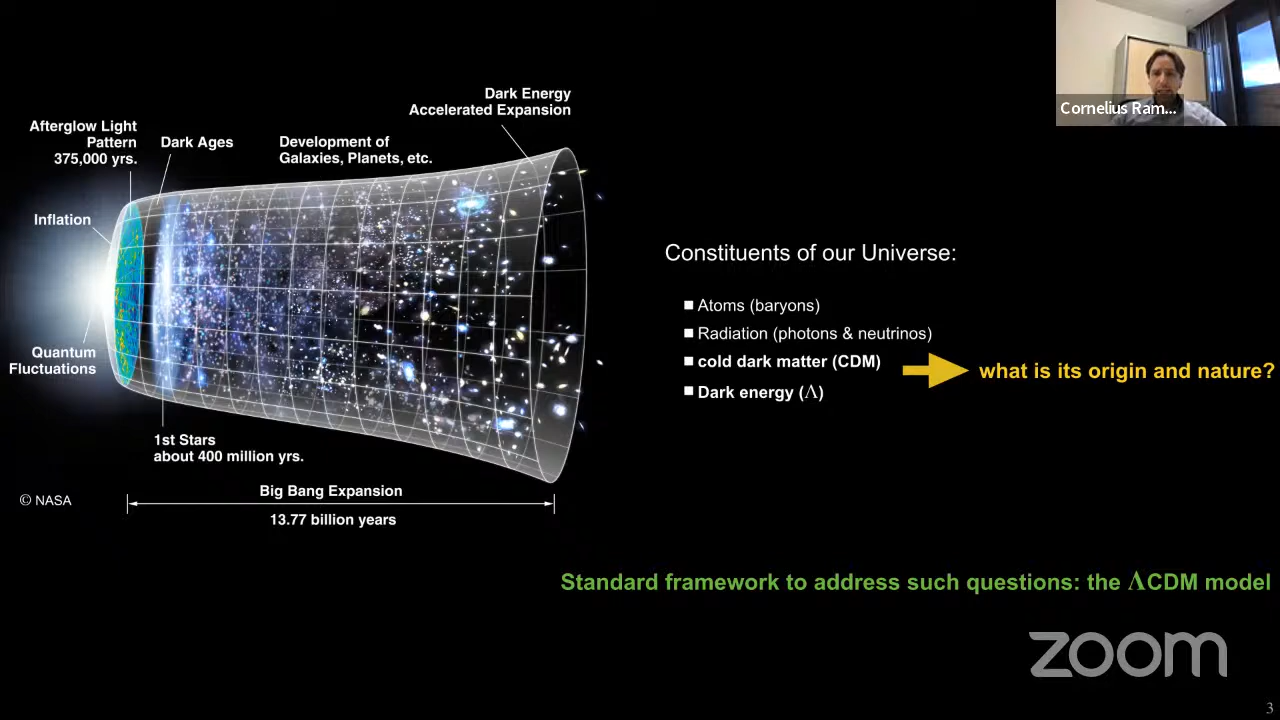 Dark Energy
Accelerated Expansion
Afterglow Light
Pattern
375,000 yrs.
Dark Ages
Development of
Galaxies, Planets, etc.
Inflation
Quantum
Fluctuations
1st Stars
about 400 million yrs.
Big Bang Expansion
13.77 billion years
© NASA
Cornelius Ram...
Constituents of our Universe:
■ Atoms (baryons)
■ Radiation (photons & neutrinos)
■ cold dark matter (CDM)
■ Dark energy (Λ)
what is its origin and nature?
Standard framework to address such questions: the ΛCDM model
zoom
3